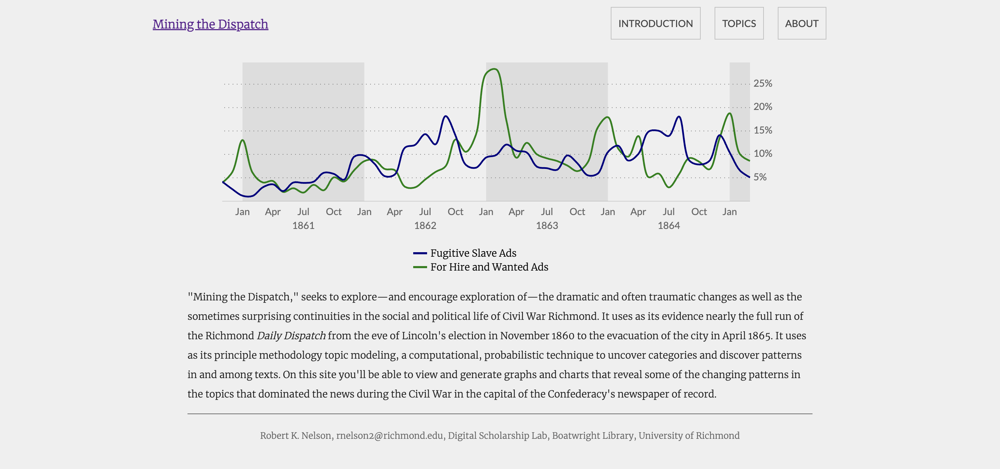 Mining the Dispatch
INTRODUCTION TOPICS ABOUT
25%
20%
15%
10%
5%
Jan Apr Jul Oct Jan Apr Jul Oct Jan Apr Jul Oct Jan Apr Jul Oct Jan
1861 1862 1863 1864
Fugitive Slave Ads
For Hire and Wanted Ads
"Mining the Dispatch," seeks to explore—and encourage exploration of—the dramatic and often traumatic changes as well as the
sometimes surprising continuities in the social and political life of Civil War Richmond. It uses as its evidence nearly the full run of
the Richmond Daily Dispatch from the eve of Lincoln's election in November 1860 to the evacuation of the city in April 1865. It uses
as its principle methodology topic modeling, a computational, probabilistic technique to uncover categories and discover patterns
in and among texts. On this site you'll be able to view and generate graphs and charts that reveal some of the changing patterns in
the topics that dominated the news during the Civil War in the capital of the Confederacy's newspaper of record.
Robert K. Nelson, rnelson2@richmond.edu, Digital Scholarship Lab, Boatwright Library, University of Richmond